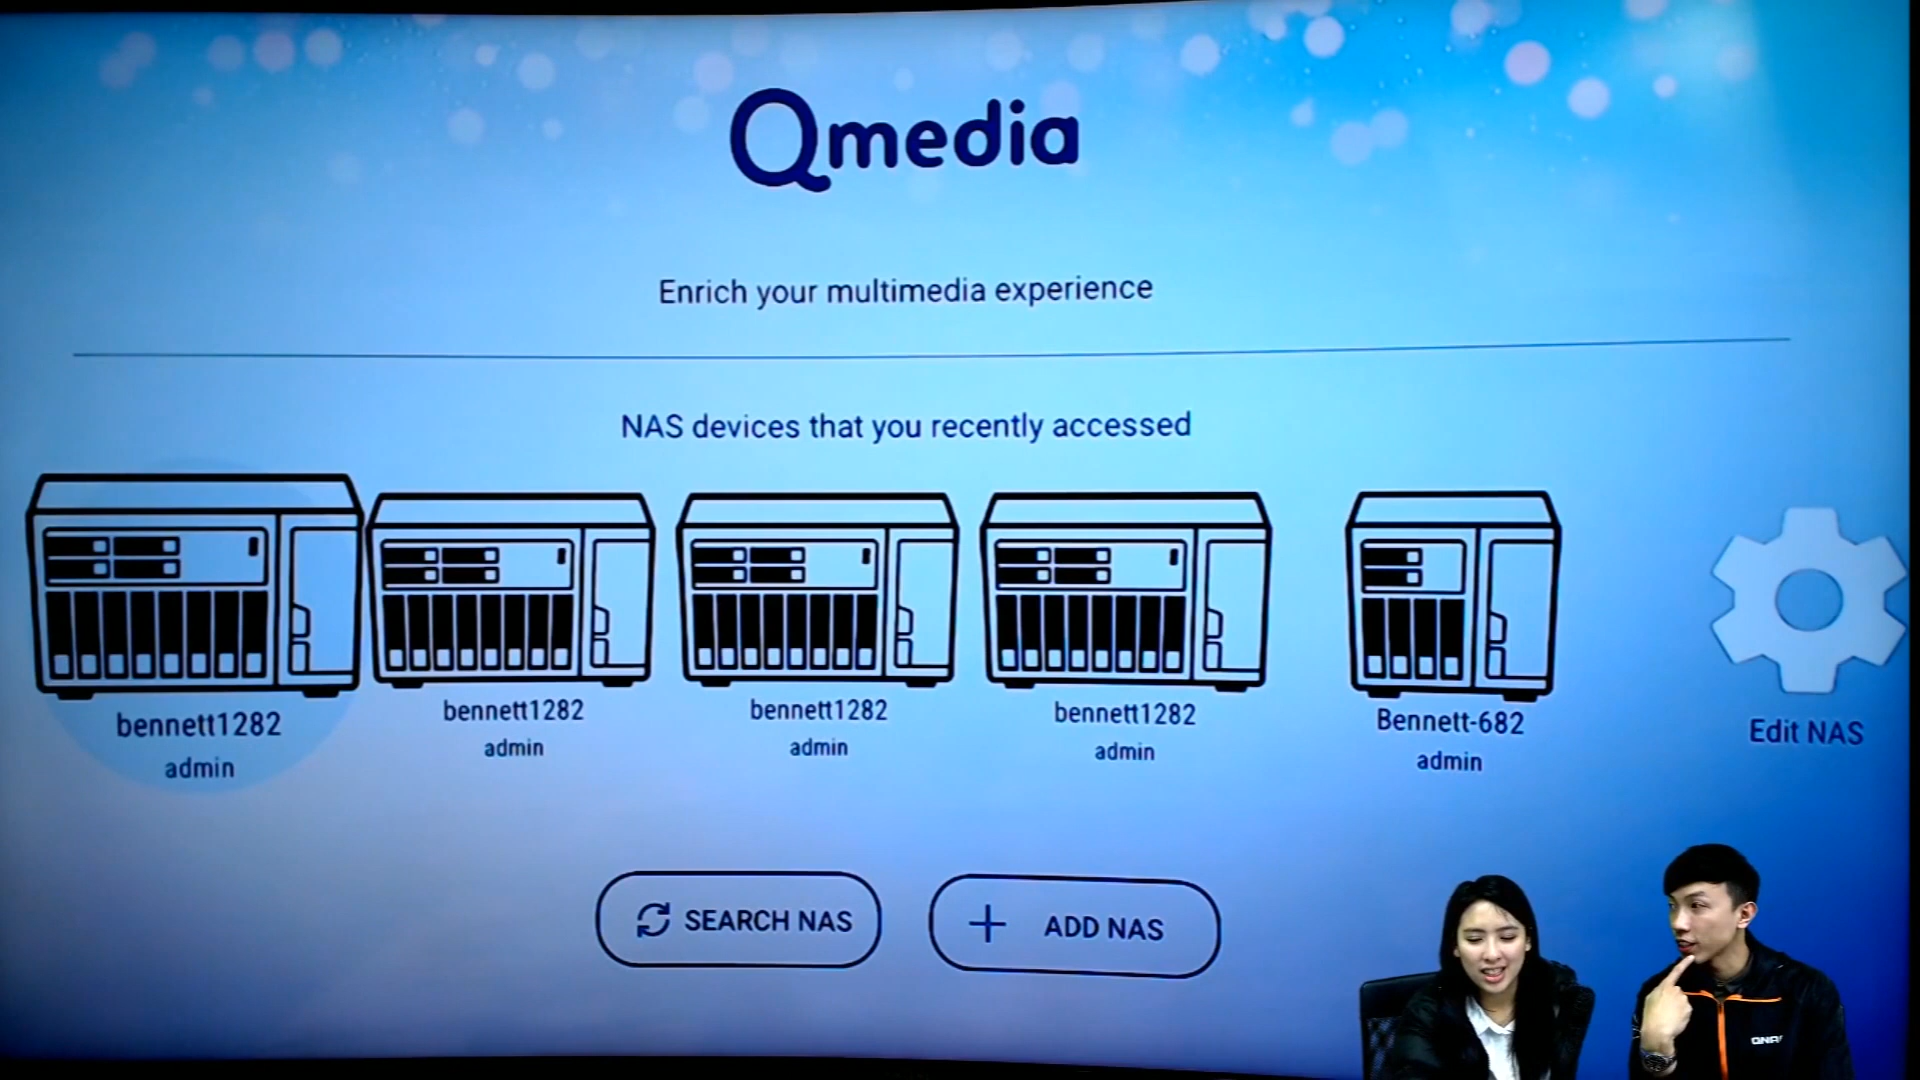 Qmedia
Enrich your multimedia experience
NAS devices that you recently accessed
bennett1282
admin
bennett1282
admin
bennett1282
admin
bennett1282
admin
Bennett-682
admin
Edit NAS
SEARCH NAS
ADD NAS
QNAP